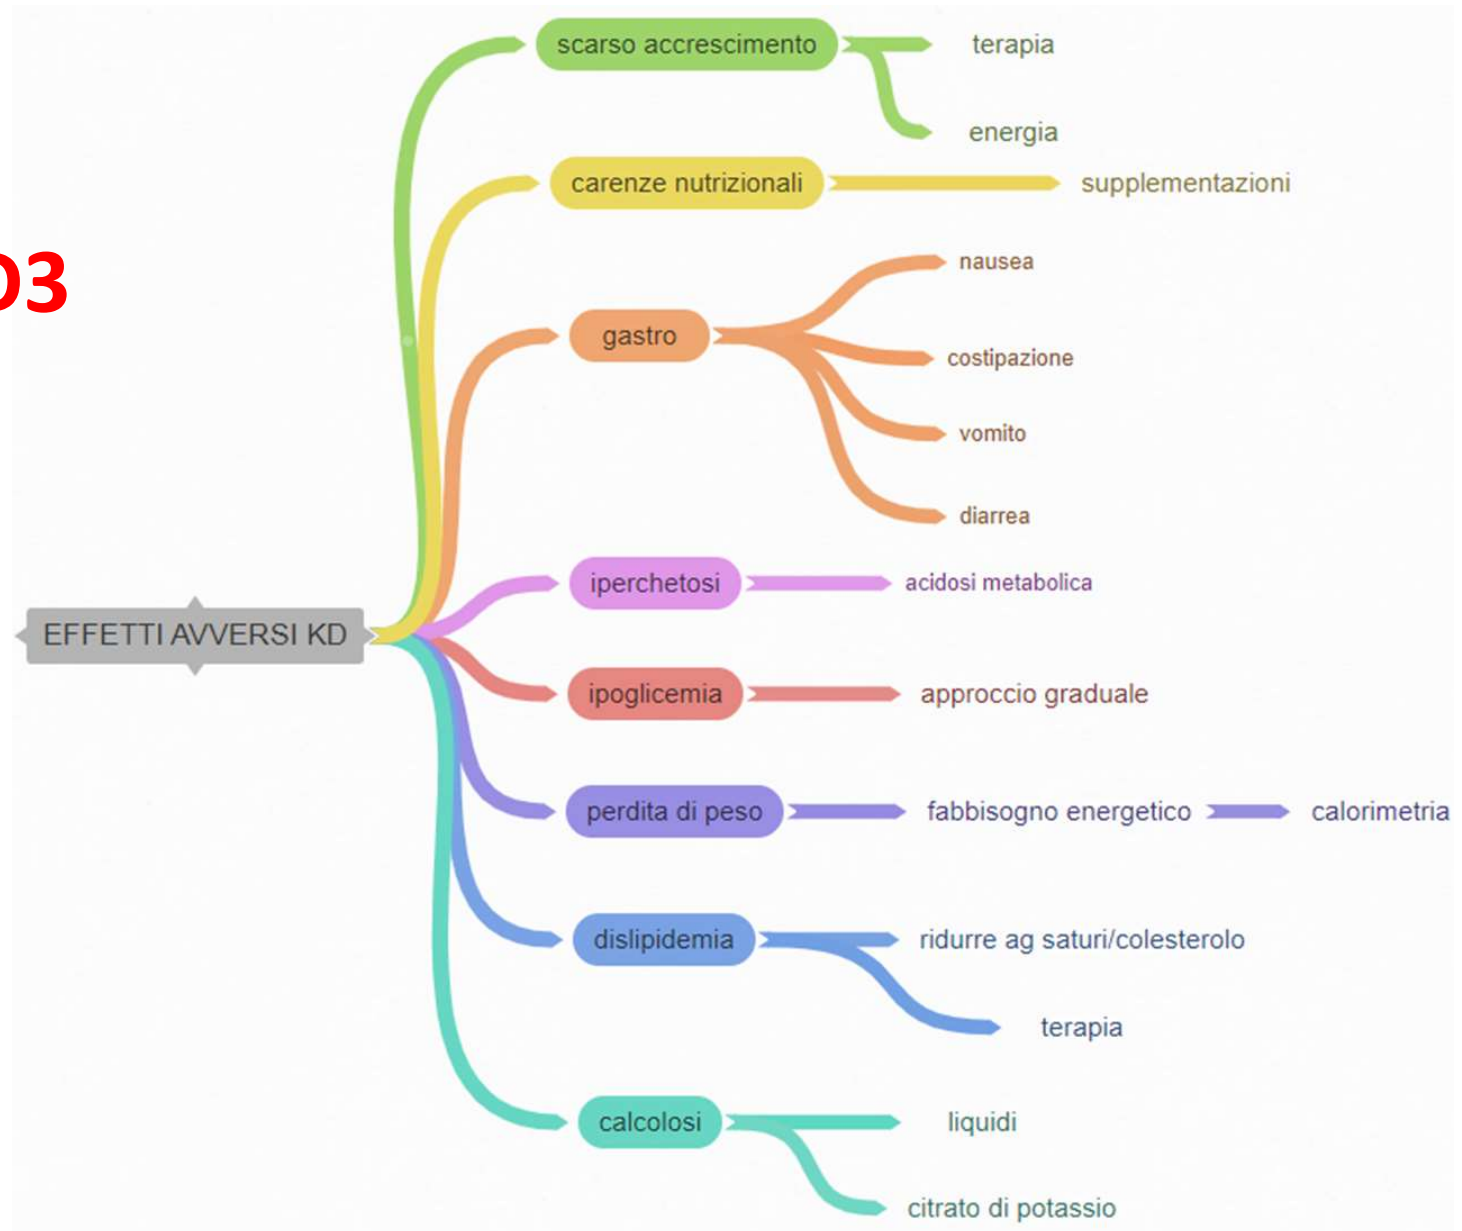 scarso accrescimento
terapia
energia
carenze nutrizionali
supplementazioni
D3
gastro
nausea
costipazione
vomito
diarrea
iperchetosi
acidosi metabolica
EFFETTI AVVERSI KD
ipoglicemia
approccio graduale
perdita di peso
fabbisogno energetico
calorimetria
dislipidemia
ridurre ag saturi/colesterolo
terapia
calcolosi
liquidi
citrato di potassio